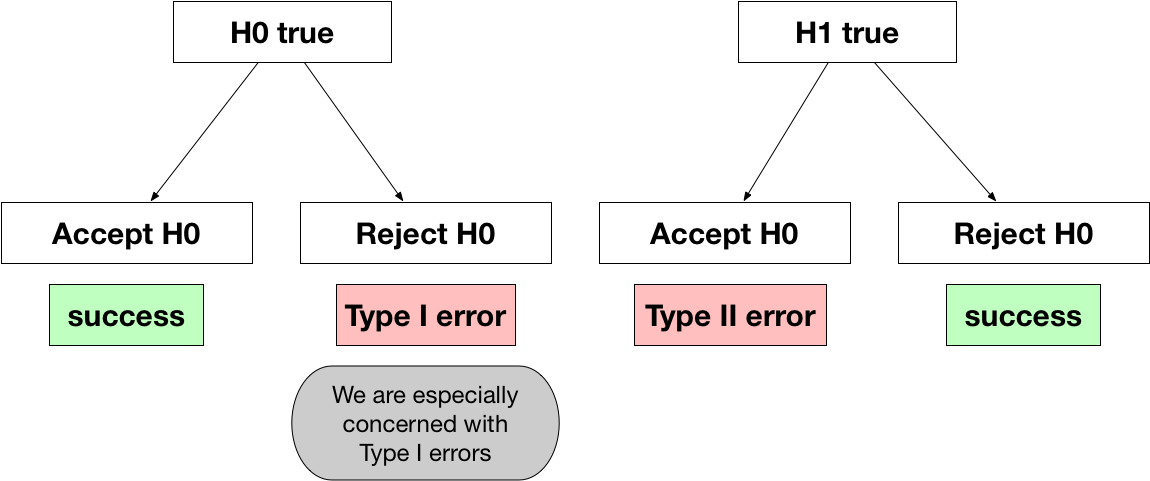 H0 true
H1 true
Accept H0
Reject H0
Accept H0
Reject H0
success
Type I error
Type II error
success
We are especially
concerned with
Type I errors